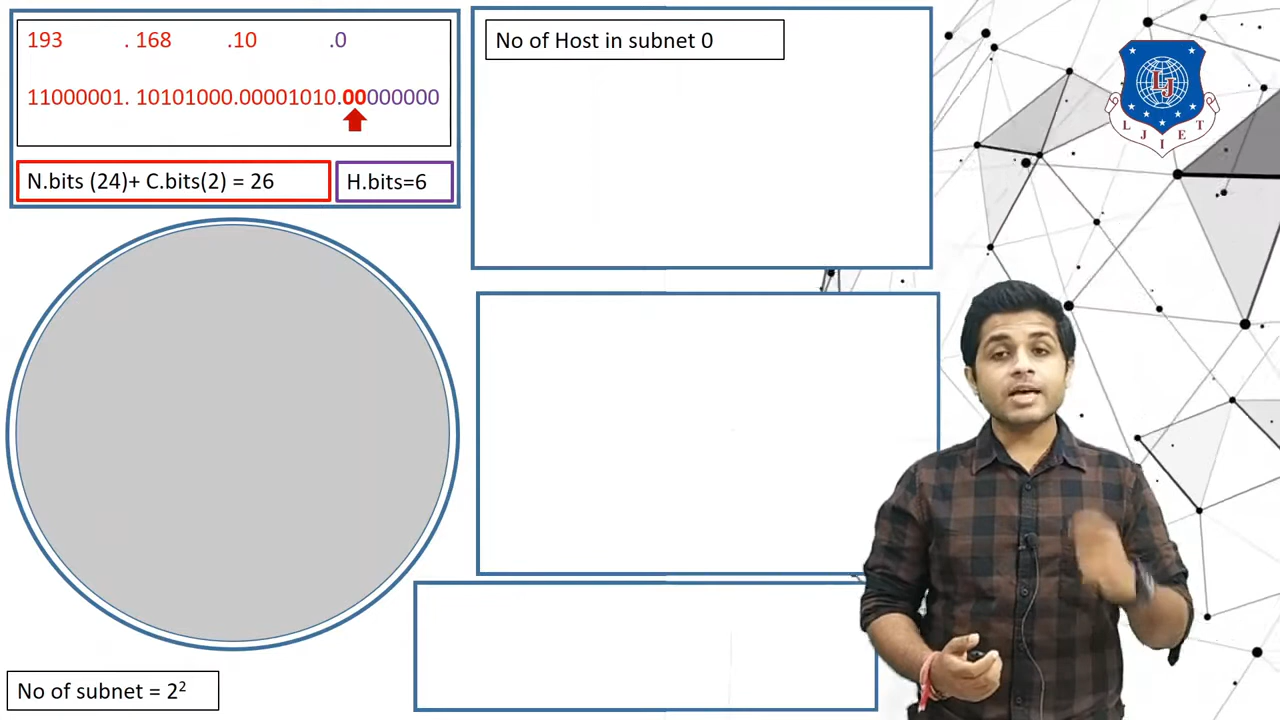 193 . 168 .10 .0
11000001. 10101000.00001010.00000000
N.bits (24)+ C.bits(2) = 26
H.bits=6
No of Host in subnet 0
LJ
L J I E T
No of subnet = 2²